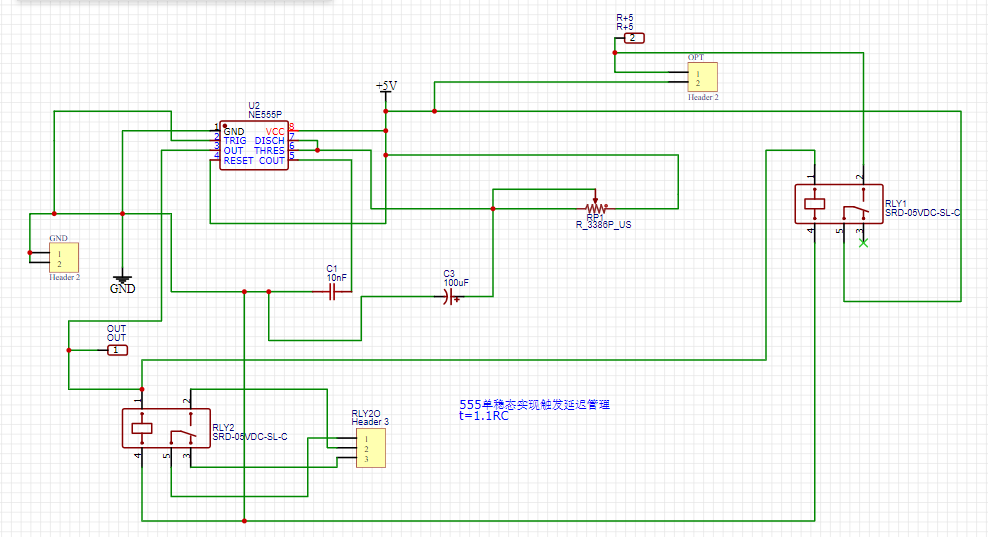 R+5
R+5
2
OPT
1
2
Header 2
+5V
U2
NE555P
1 GND VCC 8
2 TRIG DISCH 7
3 OUT THRES 6
4 RESET COUT 5
1
2
RLY1
SRD-05VDC-SL-C
4
5
3
RP1
R_3386P_US
GND
1
2
Header 2
GND
C1
10nF
C3
100uF
OUT
OUT
1
555单稳态实现触发延迟管理
t=1.1RC
1
2
RLY2
SRD-05VDC-SL-C
4
5
3
RLY2O
Header 3
1
2
3